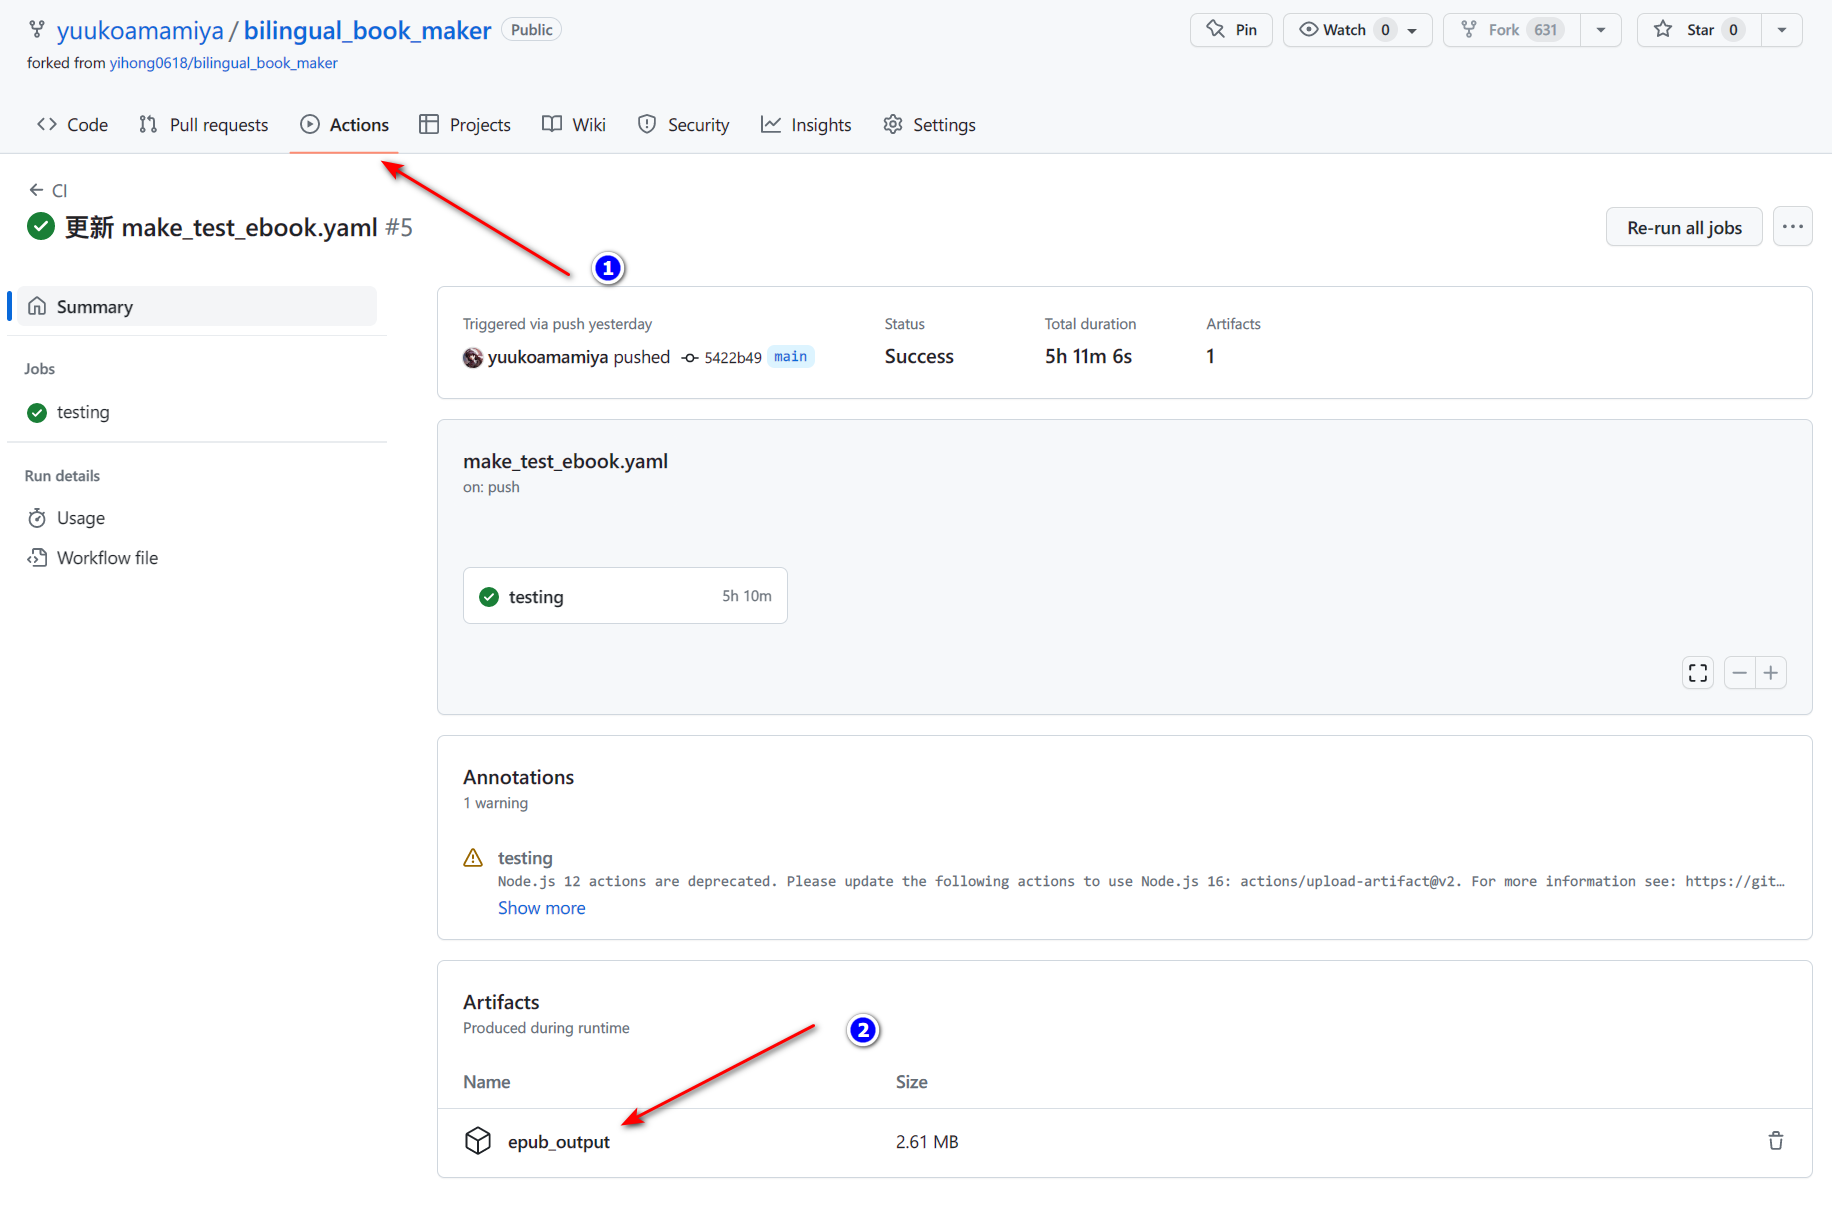 yuukoamamiya / bilingual_book_maker Public
Pin
Watch 0
Fork 631
Star 0
forked from yihong0618/bilingual_book_maker
Code
Pull requests
Actions
Projects
Wiki
Security
Insights
Settings
CI
更新 make_test_ebook.yaml #5
Re-run all jobs
1
Summary
Jobs
testing
Run details
Usage
Workflow file
Triggered via push yesterday
yuukoamamiya pushed 5422b49 main
Status
Success
Total duration
5h 11m 6s
Artifacts
1
make_test_ebook.yaml
on: push
testing 5h 10m
Annotations
1 warning
testing
Node.js 12 actions are deprecated. Please update the following actions to use Node.js 16: actions/upload-artifact@v2. For more information see: https://git…
Show more
Artifacts
Produced during runtime
2
Name Size
epub_output 2.61 MB